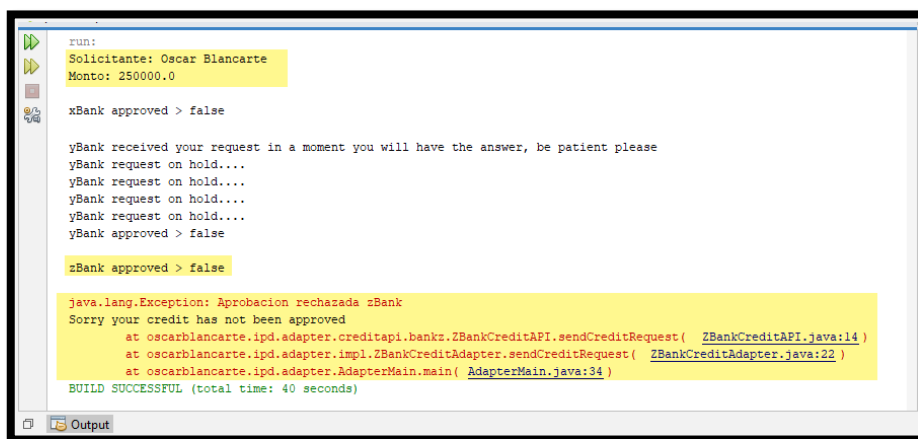 run:
Solicitante: Oscar Blancarte
Monto: 250000.0
xBank approved > false
yBank received your request in a moment you will have the answer, be patient please
yBank request on hold....
yBank request on hold....
yBank request on hold....
yBank request on hold....
yBank approved > false
zBank approved > false
java.lang.Exception: Aprobacion rechazada zBank
Sorry your credit has not been approved
at oscarblancarte.ipd.adapter.creditapi.bankz.ZBankCreditAPI.sendCreditRequest( ZBankCreditAPI.java:14 )
at oscarblancarte.ipd.adapter.impl.ZBankCreditAdapter.sendCreditRequest( ZBankCreditAdapter.java:22 )
at oscarblancarte.ipd.adapter.AdapterMain.main( AdapterMain.java:34 )
BUILD SUCCESSFUL (total time: 40 seconds)
Output